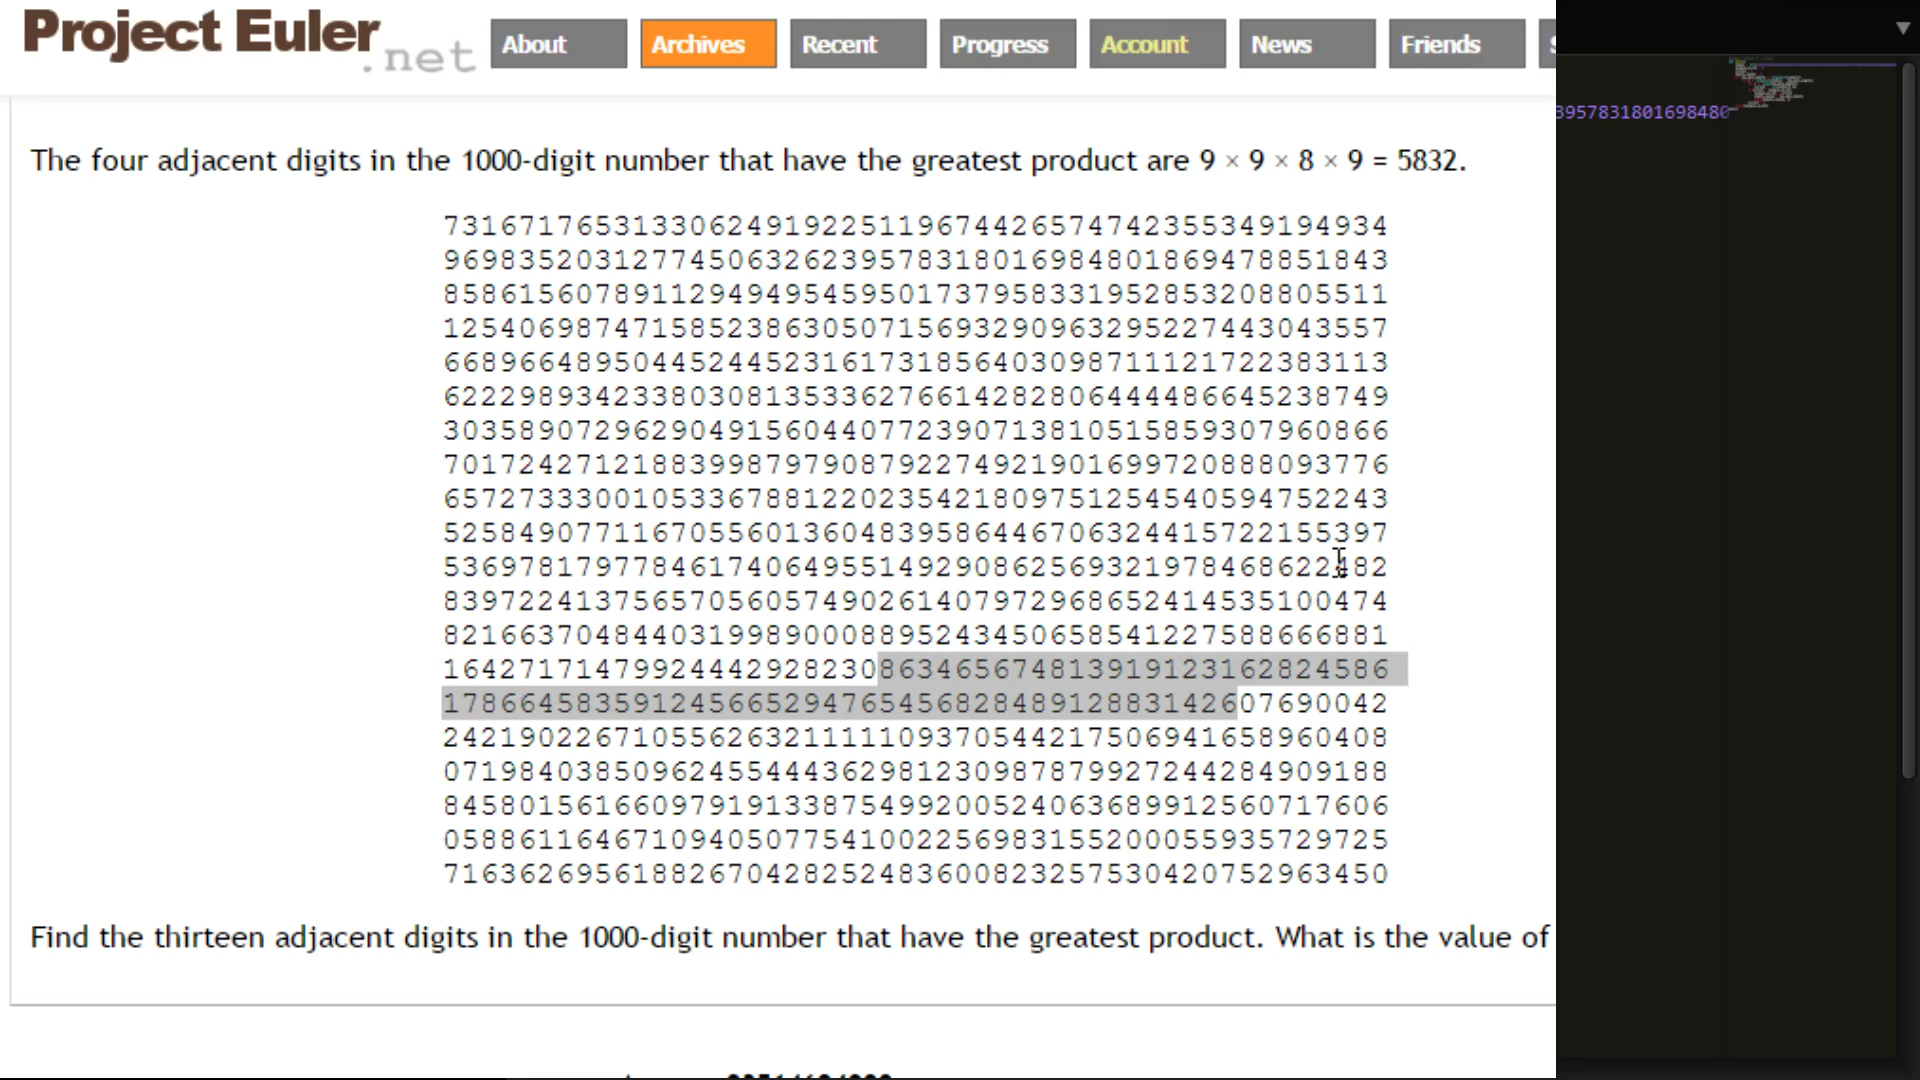 Project Euler.net
About
Archives
Recent
Progress
Account
News
Friends
3957831801698480
The four adjacent digits in the 1000-digit number that have the greatest product are 9 × 9 × 8 × 9 = 5832.
73167176531330624919225119674426574742355349194934
96983520312774506326239578318016984801869478851843
85861560789112949495459501737958331952853208805511
12540698747158523863050715693290963295227443043557
66896648950445244523161731856403098711121722383113
62229893423380308135336276614282806444486645238749
30358907296290491560440772390713810515859307960866
70172427121883998797908792274921901699720888093776
65727333001053367881220235421809751254540594752243
52584907711670556013604839586446706324415722155397
53697817977846174064955149290862569321978468622482
83972241375657056057490261407972968652414535100474
82166370484403199890008895243450658541227588666881
16427171479924442928230863465674813919123162824586
17866458359124566529476545682848912883142607690042
24219022671055626321111109370544217506941658960408
07198403850962455444362981230987879927244284909188
84580156166097919133875499200524063689912560717606
05886116467109405077541002256983155200055935729725
71636269561882670428252483600823257530420752963450
Find the thirteen adjacent digits in the 1000-digit number that have the greatest product. What is the value of